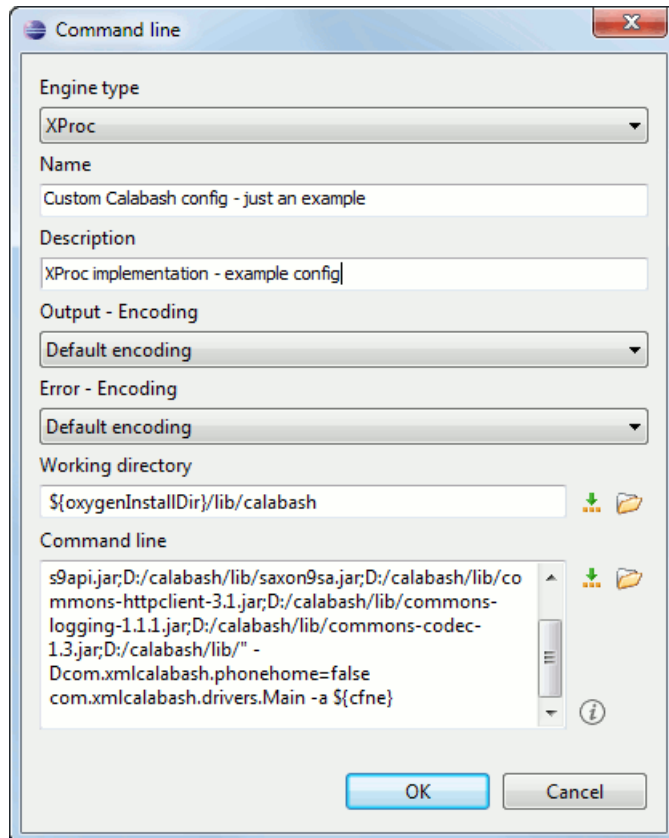 Command line
Engine type
XProc
Name
Custom Calabash config - just an example
Description
XProc implementation - example config
Output - Encoding
Default encoding
Error - Encoding
Default encoding
Working directory
${oxygenInstallDir}/lib/calabash
Command line
s9api.jar;D:/calabash/lib/saxon9sa.jar;D:/calabash/lib/co
mmons-httpclient-3.1.jar;D:/calabash/lib/commons-
logging-1.1.1.jar;D:/calabash/lib/commons-codec-
1.3.jar;D:/calabash/lib/" -
Dcom.xmlcalabash.phonehome=false
com.xmlcalabash.drivers.Main -a ${cfne}
OK
Cancel